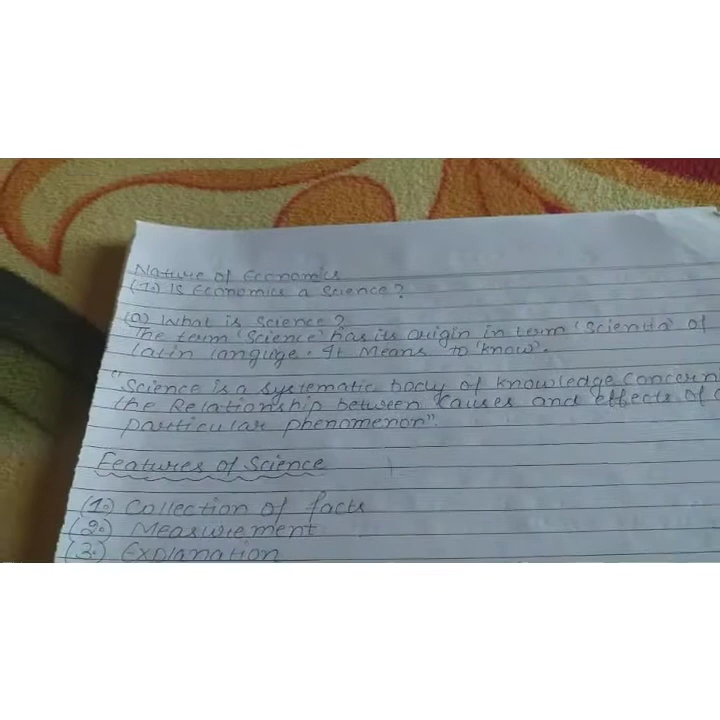 Nature of Economics
(1.) Is Economics a Science?
(a) What is Science?
The term 'Science' has its origin in term 'Scientia' of
latin languge. It Means to 'know'.
"Science is a systematic body of knowledge Concern
the Relationship between Causes and effects of a
particular phenomenon".
Features of Science
(1.) Collection of facts
(2.) Measurement
(3.) Explanation